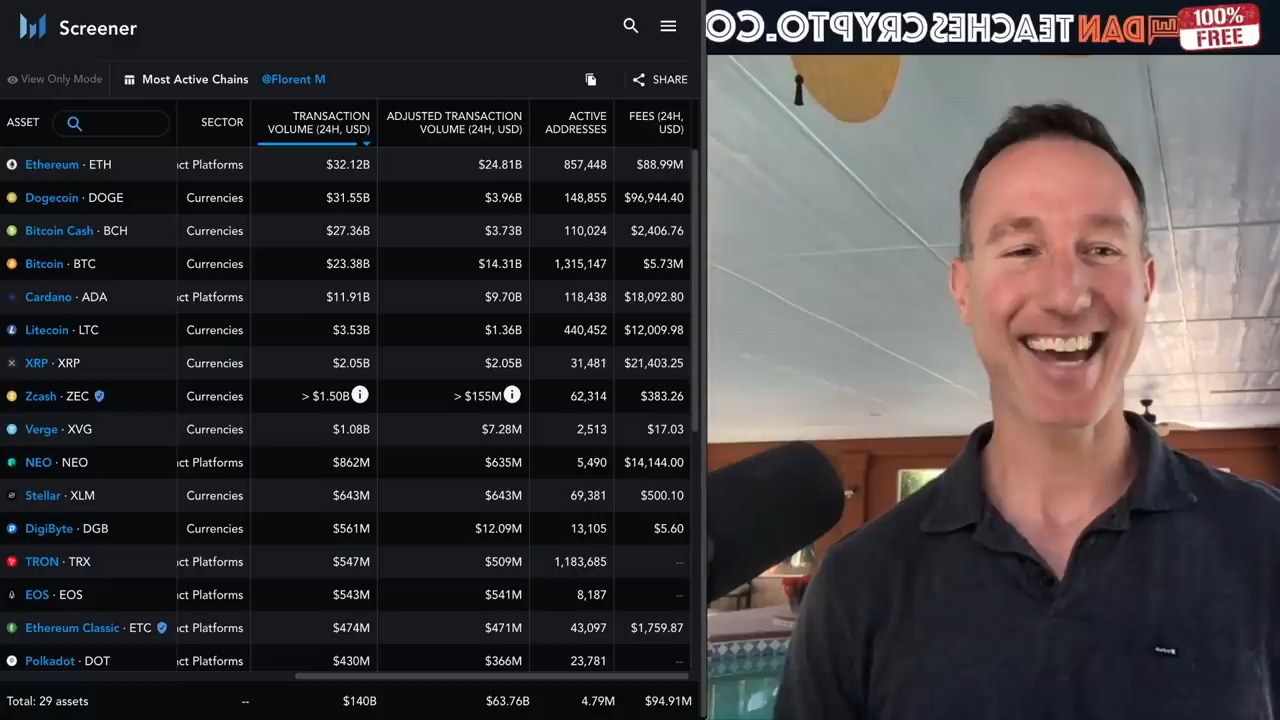 Screener
View Only Mode Most Active Chains @Florent M SHARE
ASSET SECTOR TRANSACTION VOLUME (24H, USD) ADJUSTED TRANSACTION VOLUME (24H, USD) ACTIVE ADDRESSES FEES (24H, USD)
Ethereum · ETH ct Platforms $32.12B $24.81B 857,448 $88.99M
Dogecoin · DOGE Currencies $31.55B $3.96B 148,855 $96,944.40
Bitcoin Cash · BCH Currencies $27.36B $3.73B 110,024 $2,406.76
Bitcoin · BTC Currencies $23.38B $14.31B 1,315,147 $5.73M
Cardano · ADA ct Platforms $11.91B $9.70B 118,438 $18,092.80
Litecoin · LTC Currencies $3.53B $1.36B 440,452 $12,009.98
XRP · XRP Currencies $2.05B $2.05B 31,481 $21,403.25
Zcash · ZEC Currencies > $1.50B > $155M 62,314 $383.26
Verge · XVG Currencies $1.08B $7.28M 2,513 $17.03
NEO · NEO ct Platforms $862M $635M 5,490 $14,144.00
Stellar · XLM Currencies $643M $643M 69,381 $500.10
DigiByte · DGB Currencies $561M $12.09M 13,105 $5.60
TRON · TRX ct Platforms $547M $509M 1,183,685 --
EOS · EOS ct Platforms $543M $541M 8,187 --
Ethereum Classic · ETC ct Platforms $474M $471M 43,097 $1,759.87
Polkadot · DOT ct Platforms $430M $366M 23,781 --
Total: 29 assets -- $140B $63.76B 4.79M $94.91M
DAN TEACHES CRYPTO.CO
100%
FREE
Hurley